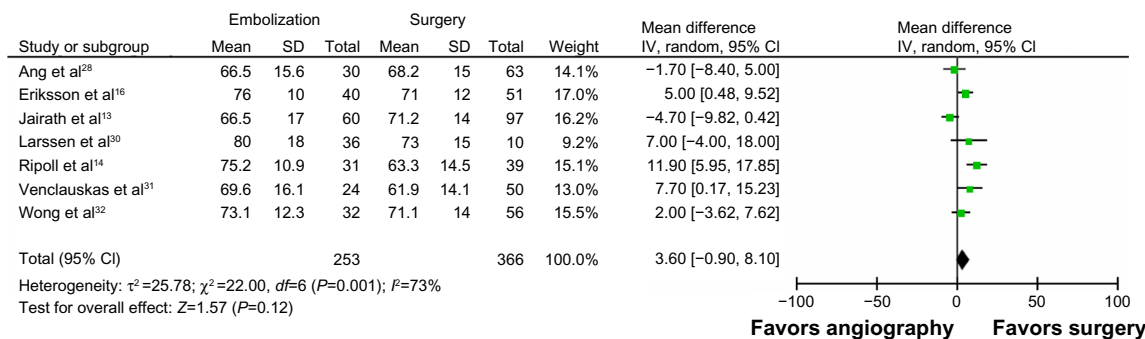 Embolization Surgery Mean difference Mean difference
Study or subgroup Mean SD Total Mean SD Total Weight IV, random, 95% CI IV, random, 95% CI
Ang et al²⁸ 66.5 15.6 30 68.2 15 63 14.1% −1.70 [−8.40, 5.00]
Eriksson et al¹⁶ 76 10 40 71 12 51 17.0% 5.00 [0.48, 9.52]
Jairath et al¹³ 66.5 17 60 71.2 14 97 16.2% −4.70 [−9.82, 0.42]
Larssen et al³⁰ 80 18 36 73 15 10 9.2% 7.00 [−4.00, 18.00]
Ripoll et al¹⁴ 75.2 10.9 31 63.3 14.5 39 15.1% 11.90 [5.95, 17.85]
Venclauskas et al³¹ 69.6 16.1 24 61.9 14.1 50 13.0% 7.70 [0.17, 15.23]
Wong et al³² 73.1 12.3 32 71.1 14 56 15.5% 2.00 [−3.62, 7.62]
Total (95% CI) 253 366 100.0% 3.60 [−0.90, 8.10]
Heterogeneity: τ²=25.78; χ²=22.00, df=6 (P=0.001); I²=73%
Test for overall effect: Z=1.57 (P=0.12)
−100 −50 0 50 100
Favors angiography Favors surgery